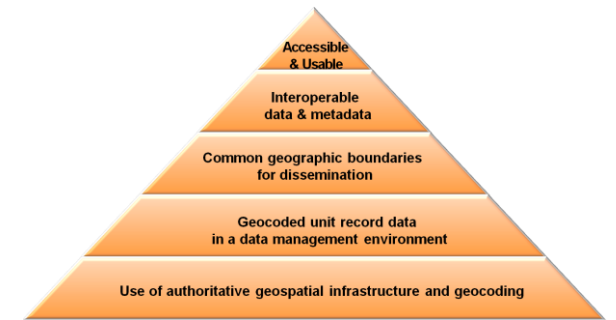 Accessible
& Usable
Interoperable
data & metadata
Common geographic boundaries
for dissemination
Geocoded unit record data
in a data management environment
Use of authoritative geospatial infrastructure and geocoding